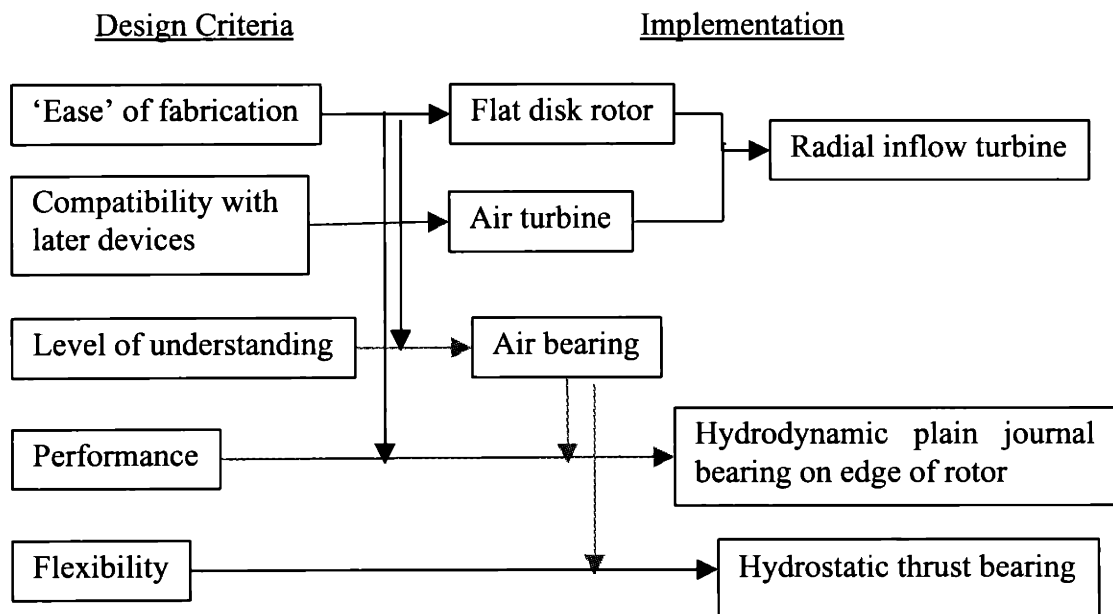 Design Criteria
Implementation
‘Ease’ of fabrication
Flat disk rotor
Radial inflow turbine
Compatibility with
later devices
Air turbine
Level of understanding
Air bearing
Performance
Hydrodynamic plain journal
bearing on edge of rotor
Flexibility
Hydrostatic thrust bearing